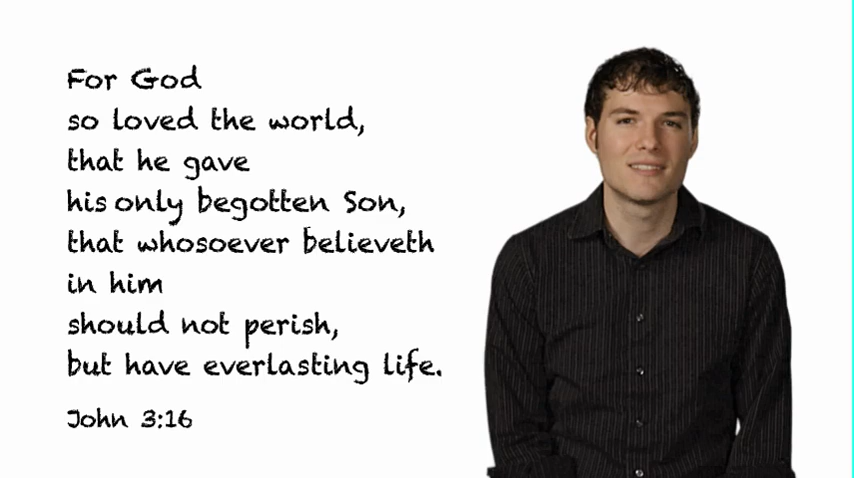 For God
so loved the world,
that he gave
his only begotten Son,
that whosoever believeth
in him
should not perish,
but have everlasting life.
John 3:16